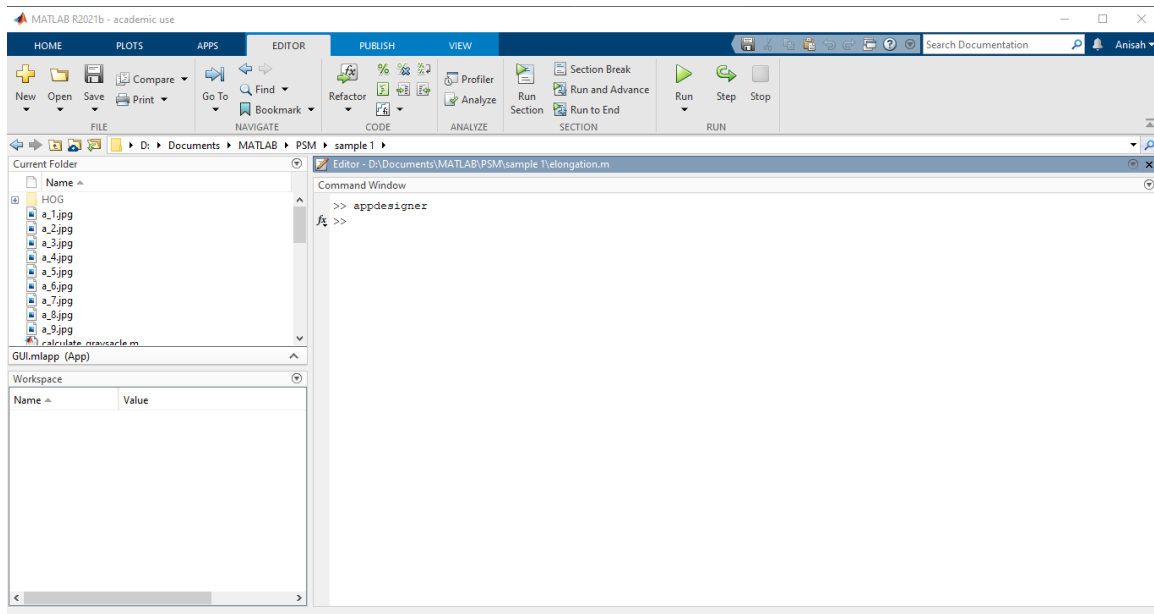 MATLAB R2021b - academic use
HOME PLOTS APPS EDITOR PUBLISH VIEW Search Documentation Anisah
New Open Save Compare Print
FILE
Go To Find Bookmark
NAVIGATE
Refactor
CODE
Profiler Analyze
ANALYZE
Run Section Section Break Run and Advance Run to End
SECTION
Run Step Stop
RUN
D: Documents MATLAB PSM sample 1
Current Folder
Name
HOG
a_1.jpg
a_2.jpg
a_3.jpg
a_4.jpg
a_5.jpg
a_6.jpg
a_7.jpg
a_8.jpg
a_9.jpg
calculate_graysacle.m
GUI.mlapp (App)
Workspace
Name Value
Editor - D:\Documents\MATLAB\PSM\sample 1\elongation.m
Command Window
>> appdesigner
fx >>